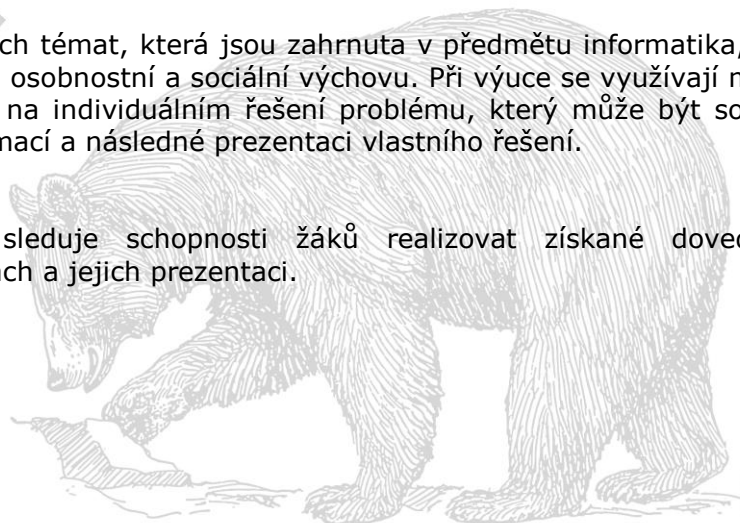 ch témat, která jsou zahrnuta v předmětu informatika,
osobnostní a sociální výchovu. Při výuce se využívají
na individuálním řešení problému, který může být so
mací a následné prezentaci vlastního řešení.
sleduje schopnosti žáků realizovat získané doved
ch a jejich prezentaci.